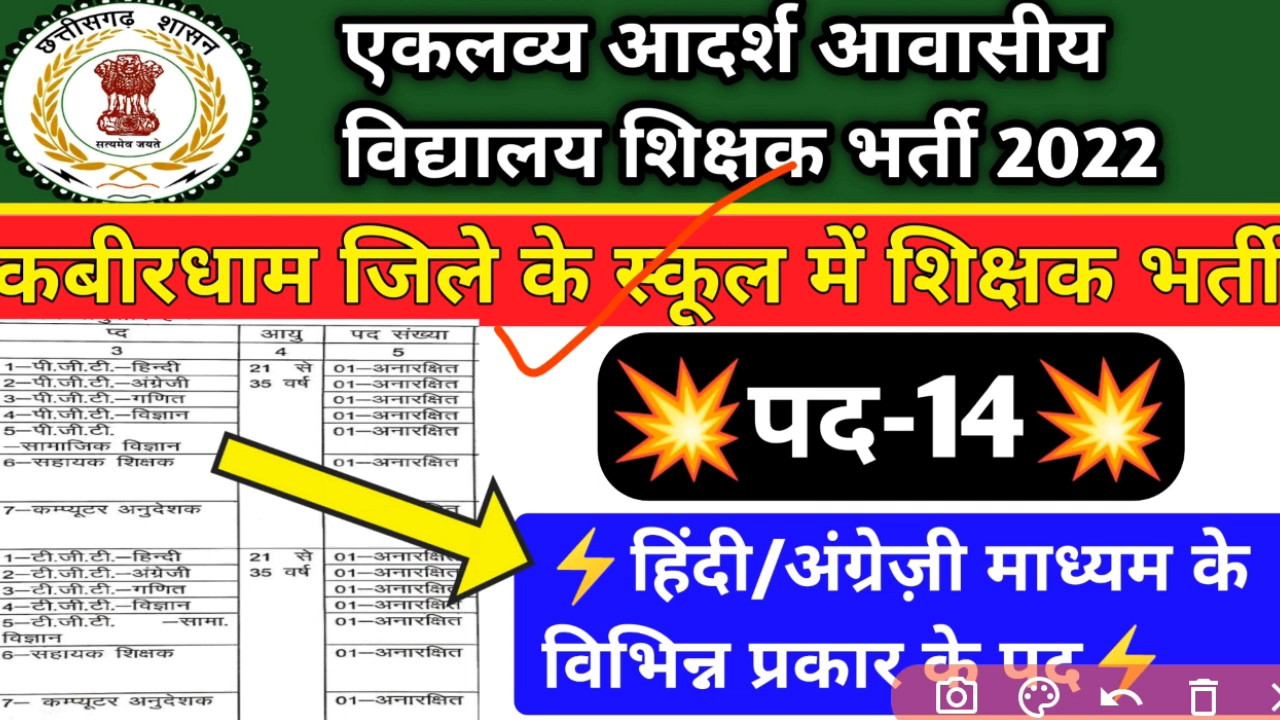 छत्तीसगढ़ शासन
सत्यमेव जयते
एकलव्य आदर्श आवासीय
विद्यालय शिक्षक भर्ती 2022
कबीरधाम जिले के स्कूल में शिक्षक भर्ती
पद आयु पद संख्या
3 4 5
1–पी.जी.टी.–हिन्दी 21 से 01–अनारक्षित
2–पी.जी.टी.–अंग्रेजी 35 वर्ष 01–अनारक्षित
3–पी.जी.टी.–गणित 01–अनारक्षित
4–पी.जी.टी.–विज्ञान 01–अनारक्षित
5–पी.जी.टी. 01–अनारक्षित
–सामाजिक विज्ञान
6–सहायक शिक्षक 01–अनारक्षित
7–कम्प्यूटर अनुदेशक
1–टी.जी.टी.–हिन्दी 21 से 01–अनारक्षित
2–टी.जी.टी.–अंग्रेजी 35 वर्ष 01–अनारक्षित
3–टी.जी.टी.–गणित 01–अनारक्षित
4–टी.जी.टी.–विज्ञान 01–अनारक्षित
5–टी.जी.टी. –सामा. 01–अनारक्षित
विज्ञान
6–सहायक शिक्षक 01–अनारक्षित
7– कम्प्यूटर अनुदेशक 01–अनारक्षित
पद-14
हिंदी/अंग्रेज़ी माध्यम के
विभिन्न प्रकार के पद